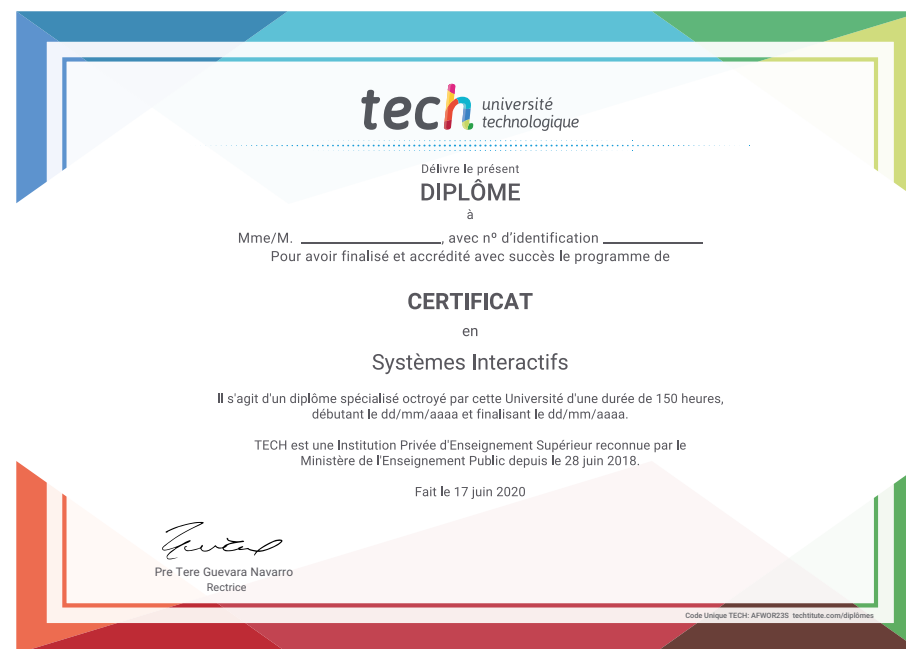 tech université
technologique
Délivre le présent
DIPLÔME
à
Mme/M. ____________________, avec nº d'identification ______________
Pour avoir finalisé et accrédité avec succès le programme de
CERTIFICAT
en
Systèmes Interactifs
Il s'agit d'un diplôme spécialisé octroyé par cette Université d'une durée de 150 heures,
débutant le dd/mm/aaaa et finalisant le dd/mm/aaaa.
TECH est une Institution Privée d'Enseignement Supérieur reconnue par le
Ministère de l'Enseignement Public depuis le 28 juin 2018.
Fait le 17 juin 2020
Pre Tere Guevara Navarro
Rectrice
Code Unique TECH: AFWOR23S techtitute.com/diplômes